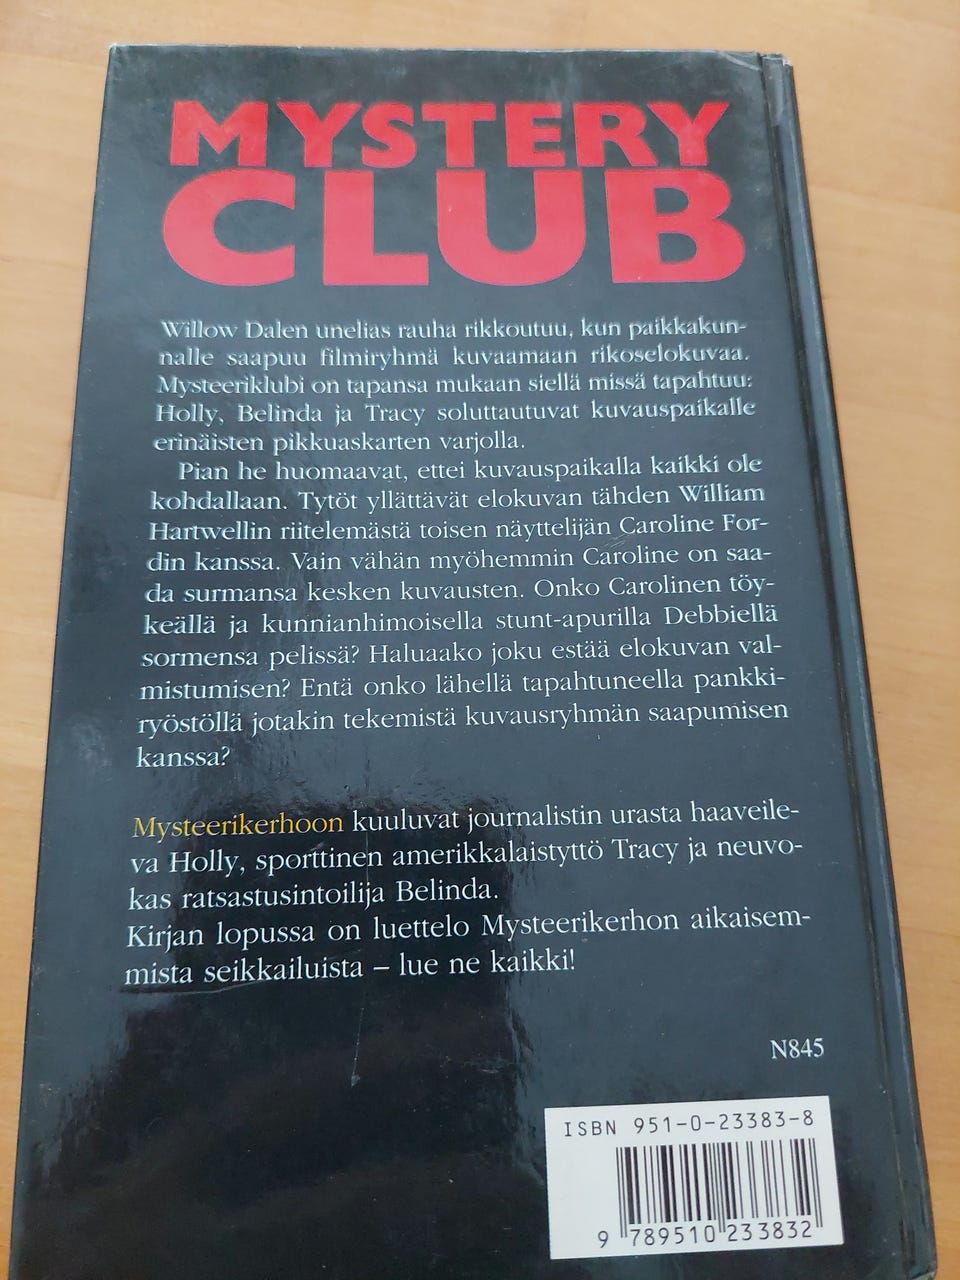 MYSTERY
CLUB
Willow Dalen unelias rauha rikkoutuu, kun paikkakun-
nalle saapuu filmiryhmä kuvaamaan rikoselokuvaa.
Mysteeriklubi on tapansa mukaan siellä missä tapahtuu:
Holly, Belinda ja Tracy soluttautuvat kuvauspaikalle
erinäisten pikkuaskarten varjolla.
Pian he huomaavat, ettei kuvauspaikalla kaikki ole
kohdallaan. Tytöt yllättävät elokuvan tähden William
Hartwellin riitelemästä toisen näyttelijän Caroline For-
din kanssa. Vain vähän myöhemmin Caroline on saa-
da surmansa kesken kuvausten. Onko Carolinen töy-
keällä ja kunnianhimoisella stunt-apurilla Debbiellä
sormensa pelissä? Haluaako joku estää elokuvan val-
mistumisen? Entä onko lähellä tapahtuneella pankki-
ryöstöllä jotakin tekemistä kuvausryhmän saapumisen
kanssa?
Mysteerikerhoon kuuluvat journalistin urasta haaveile-
va Holly, sporttinen amerikkalaistyttö Tracy ja neuvo-
kas ratsastusintoilija Belinda.
Kirjan lopussa on luettelo Mysteerikerhon aikaisem-
mista seikkailuista – lue ne kaikki!
N845
ISBN 951-0-23383-8
9 789510 233832